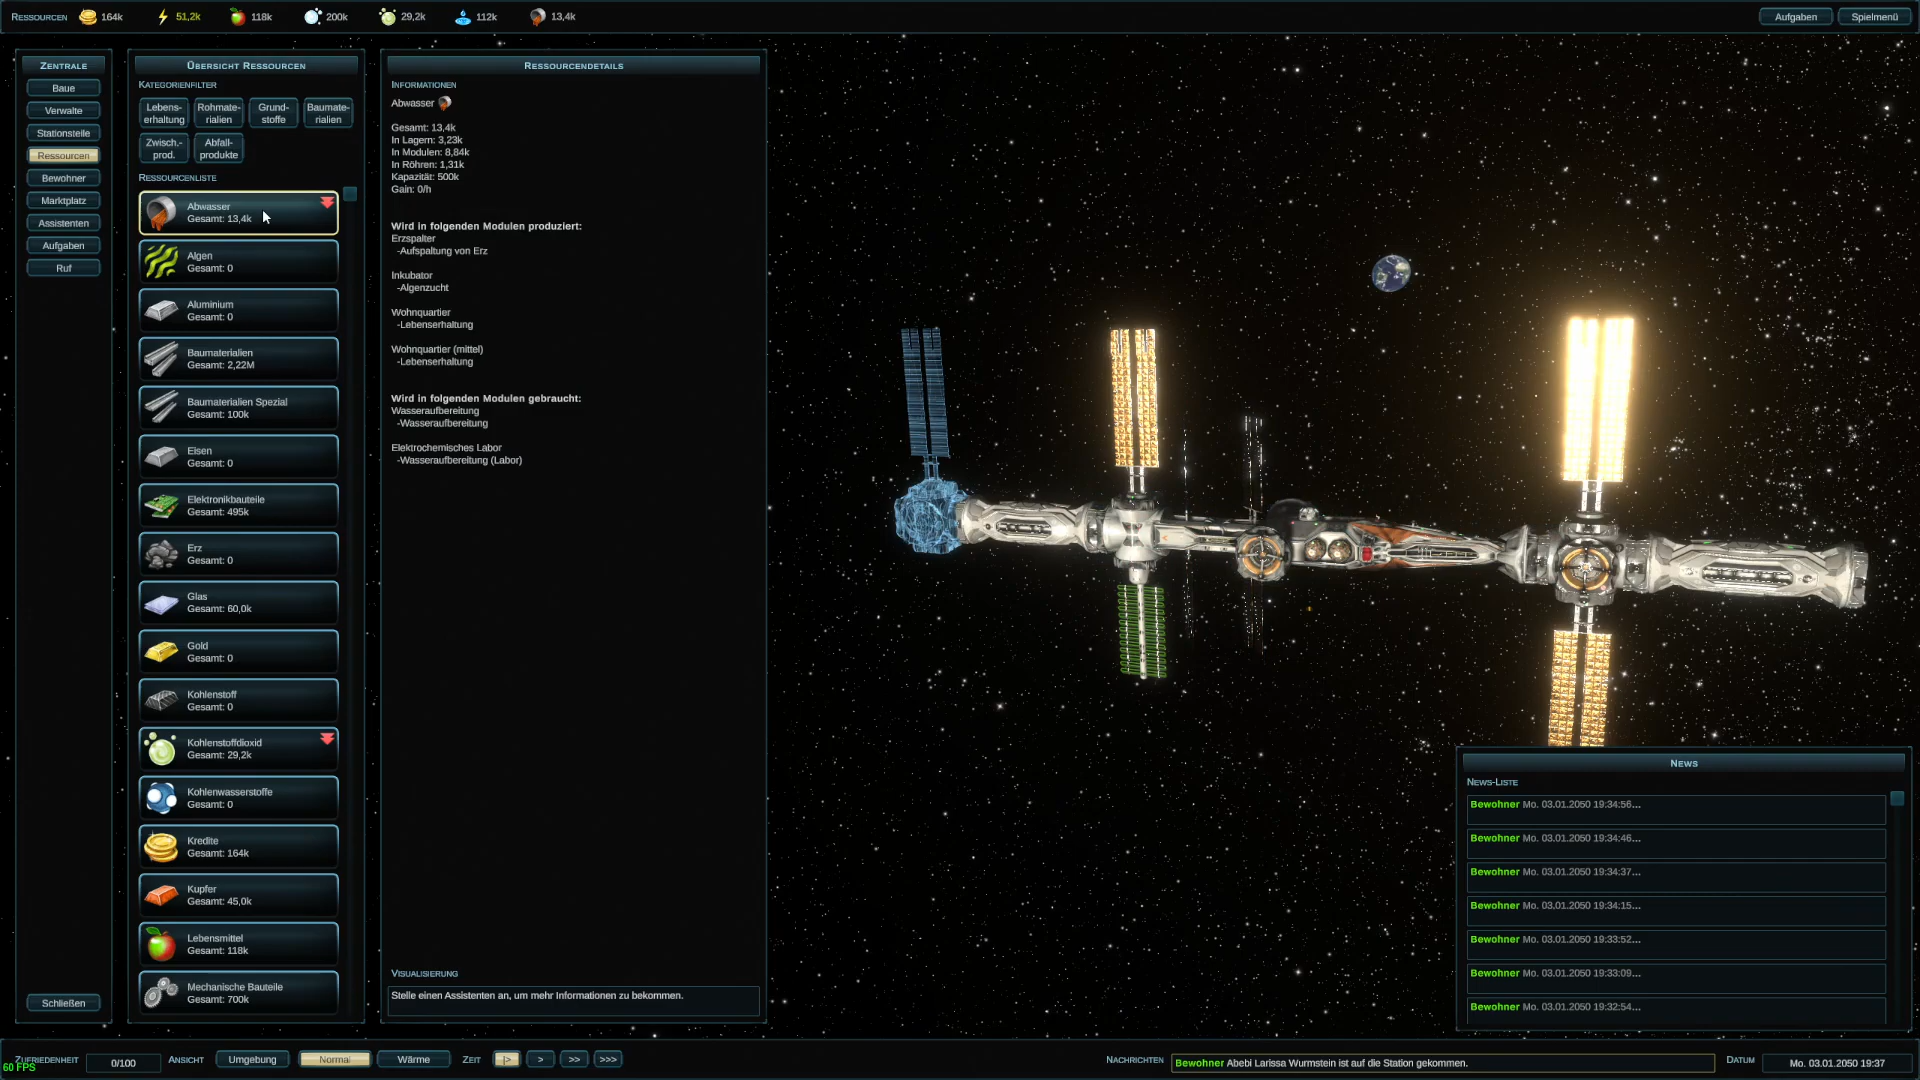 Ressourcen 164k 51,2k 118k 200k 29,2k 112k 13,4k Aufgaben Spielmenü
Zentrale
Baue
Verwalte
Stationsteile
Ressourcen
Bewohner
Marktplatz
Assistenten
Aufgaben
Ruf
Schließen
Übersicht Ressourcen
Kategorienfilter
Lebens-
erhaltung
Rohmate-
rialien
Grund-
stoffe
Baumate-
rialien
Zwisch.-
prod.
Abfall-
produkte
Ressourcenliste
Abwasser
Gesamt: 13,4k
Algen
Gesamt: 0
Aluminium
Gesamt: 0
Baumaterialien
Gesamt: 2,22M
Baumaterialien Spezial
Gesamt: 100k
Eisen
Gesamt: 0
Elektronikbauteile
Gesamt: 495k
Erz
Gesamt: 0
Glas
Gesamt: 60,0k
Gold
Gesamt: 0
Kohlenstoff
Gesamt: 0
Kohlenstoffdioxid
Gesamt: 29,2k
Kohlenwasserstoffe
Gesamt: 0
Kredite
Gesamt: 164k
Kupfer
Gesamt: 45,0k
Lebensmittel
Gesamt: 118k
Mechanische Bauteile
Gesamt: 700k
Ressourcendetails
Informationen
Abwasser
Gesamt: 13,4k
In Lagern: 3,23k
In Modulen: 8,84k
In Röhren: 1,31k
Kapazität: 500k
Gain: 0/h
Wird in folgenden Modulen produziert:
Erzspalter
-Aufspaltung von Erz
Inkubator
-Algenzucht
Wohnquartier
-Lebenserhaltung
Wohnquartier (mittel)
-Lebenserhaltung
Wird in folgenden Modulen gebraucht:
Wasseraufbereitung
-Wasseraufbereitung
Elektrochemisches Labor
-Wasseraufbereitung (Labor)
Visualisierung
Stelle einen Assistenten an, um mehr Informationen zu bekommen.
News
News-Liste
Bewohner Mo. 03.01.2050 19:34:56...
Bewohner Mo. 03.01.2050 19:34:46...
Bewohner Mo. 03.01.2050 19:34:37...
Bewohner Mo. 03.01.2050 19:34:15...
Bewohner Mo. 03.01.2050 19:33:52...
Bewohner Mo. 03.01.2050 19:33:09...
Bewohner Mo. 03.01.2050 19:32:54...
Zufriedenheit 0/100 Ansicht Umgebung Normal Wärme Zeit |> > >> >>> Nachrichten Bewohner Abebi Larissa Wurmstein ist auf die Station gekommen. Datum Mo. 03.01.2050 19:37
60 FPS